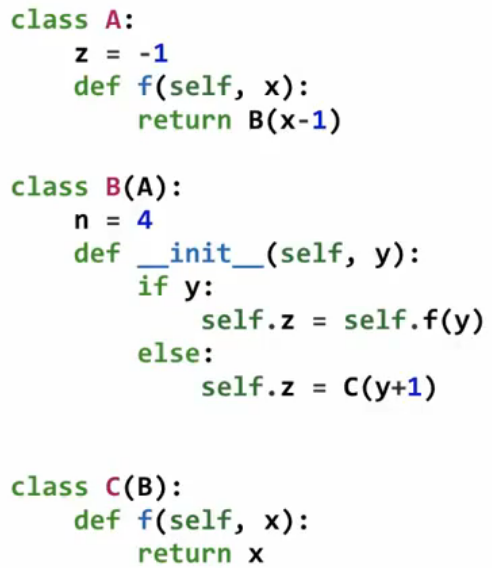 class A:
    z = -1
    def f(self, x):
        return B(x-1)

class B(A):
    n = 4
    def __init__(self, y):
        if y:
            self.z = self.f(y)
        else:
            self.z = C(y+1)

class C(B):
    def f(self, x):
        return x